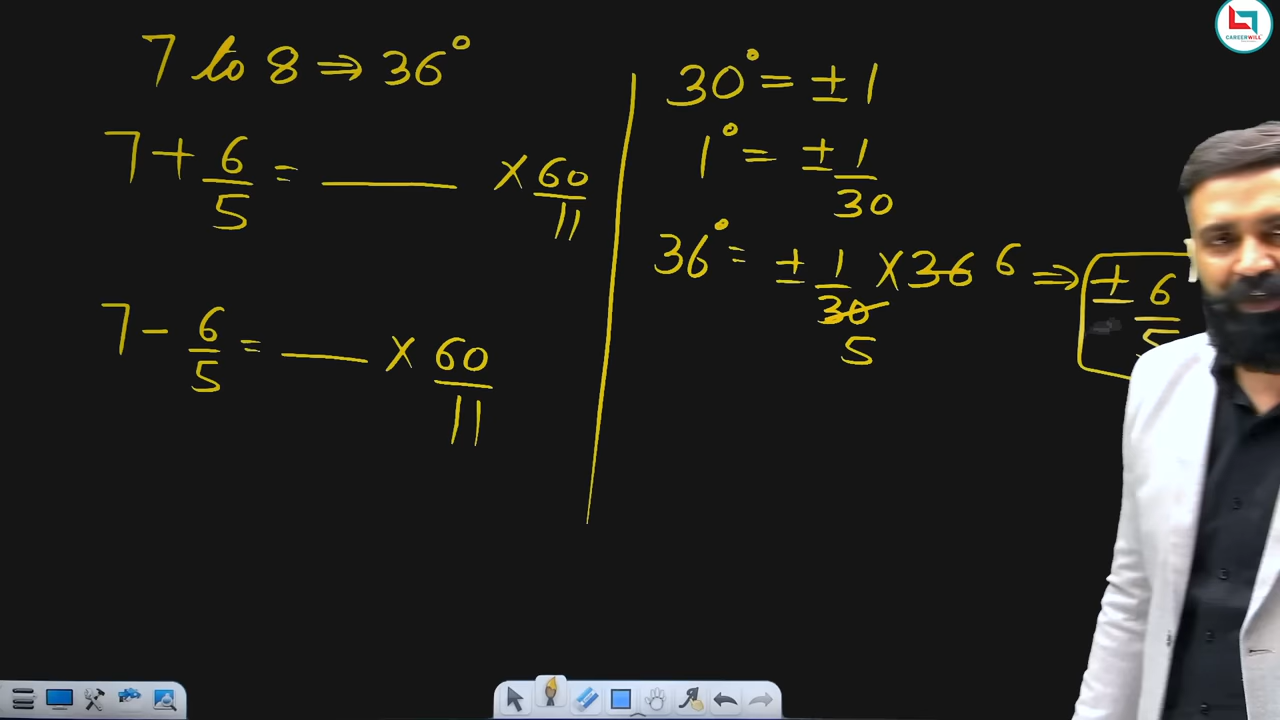 7 to 8 ⇒ 36°
7 + 6/5 = ____ × 60/11
7 - 6/5 = ___ × 60/11
30° = ± 1
1° = ± 1/30
36° = ± 1/30 × 36 6 ⇒ ± 6/5
5
CAREERWILL